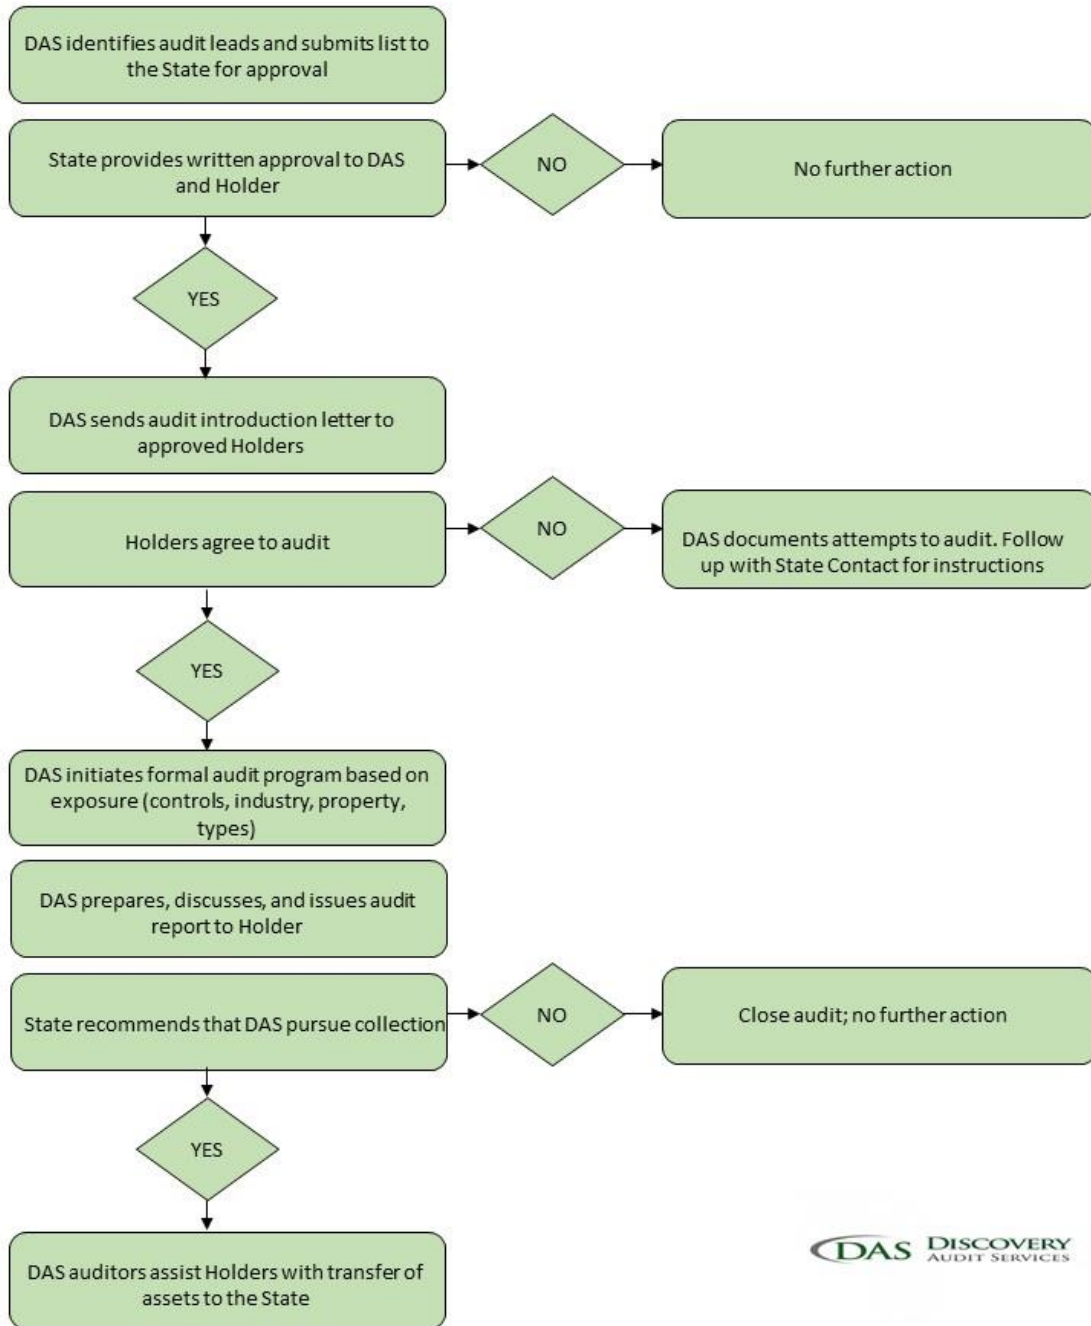 DAS identifies audit leads and submits list to
the State for approval
State provides written approval to DAS
and Holder
NO
No further action
YES
DAS sends audit introduction letter to
approved Holders
Holders agree to audit
NO
DAS documents attempts to audit. Follow
up with State Contact for instructions
YES
DAS initiates formal audit program based on
exposure (controls, industry, property,
types)
DAS prepares, discusses, and issues audit
report to Holder
State recommends that DAS pursue collection
NO
Close audit; no further action
YES
DAS auditors assist Holders with transfer of
assets to the State
DAS DISCOVERY
AUDIT SERVICES